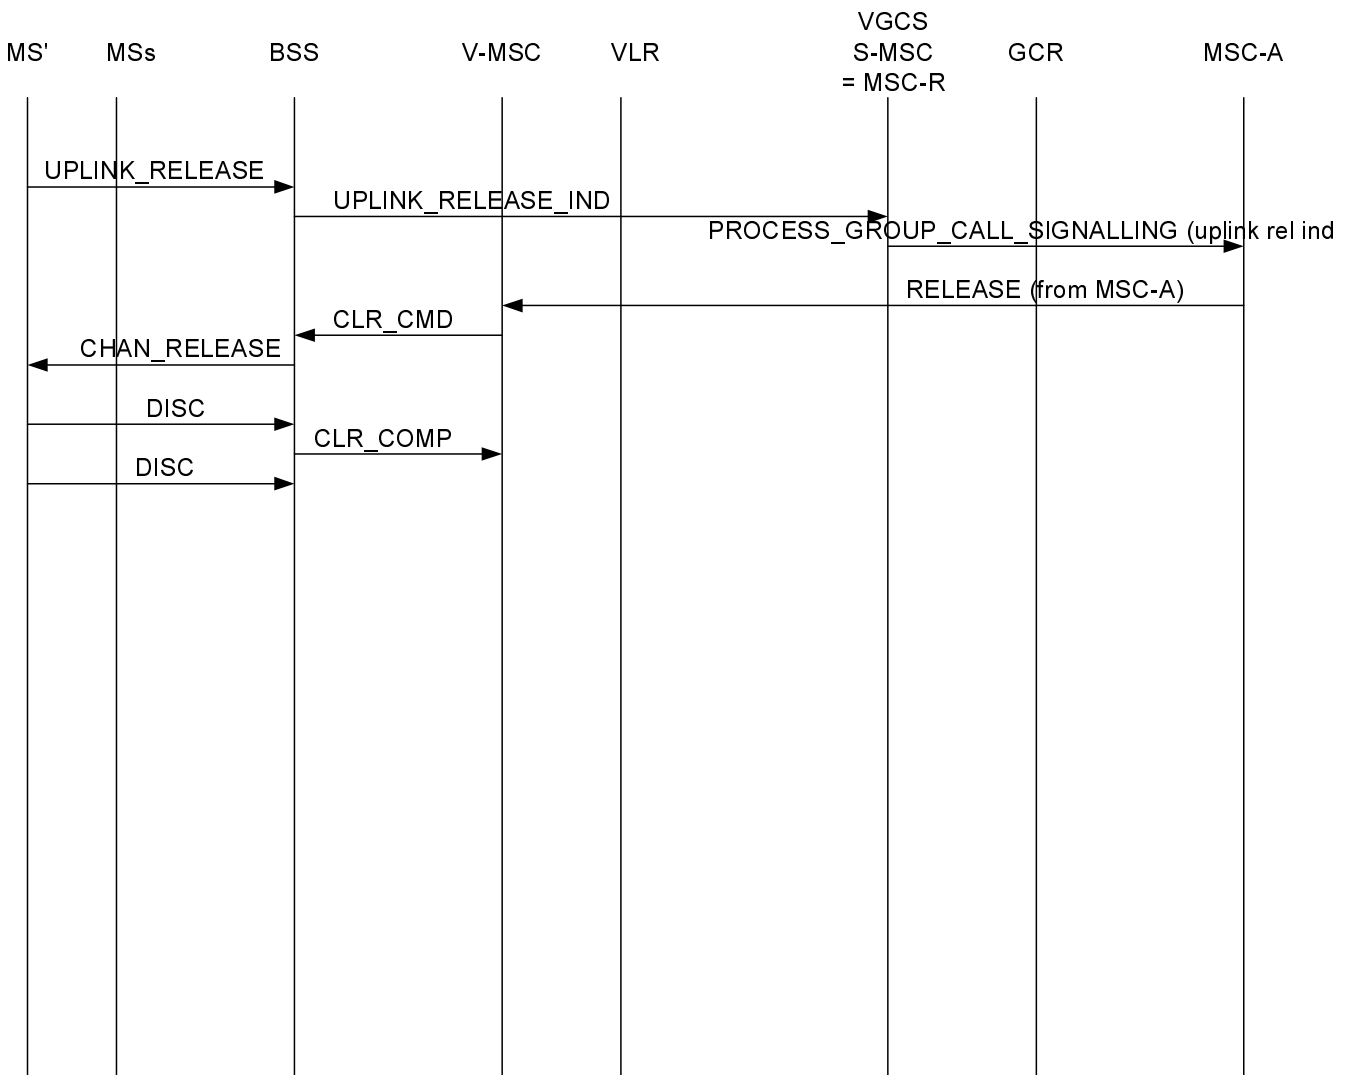 VGCS
MS' MSs BSS V-MSC VLR S-MSC GCR MSC-A
= MSC-R
UPLINK_RELEASE
UPLINK_RELEASE_IND
PROCESS_GROUP_CALL_SIGNALLING (uplink rel ind
RELEASE (from MSC-A)
CLR_CMD
CHAN_RELEASE
DISC
CLR_COMP
DISC